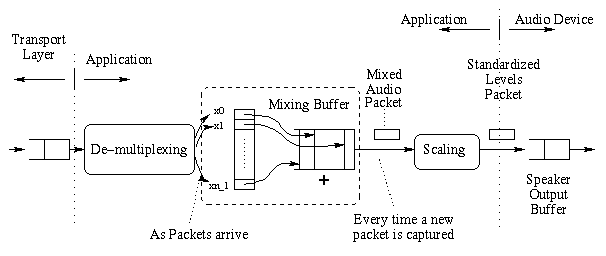 Application
Audio Device
Transport
Layer
Application
Standardized
Levels
Packet
Mixed
Audio
Packet
x0
Mixing Buffer
x1
De-multiplexing
Scaling
xn_1
+
Speaker
Output
Buffer
As Packets arrive
Every time a new
packet is captured